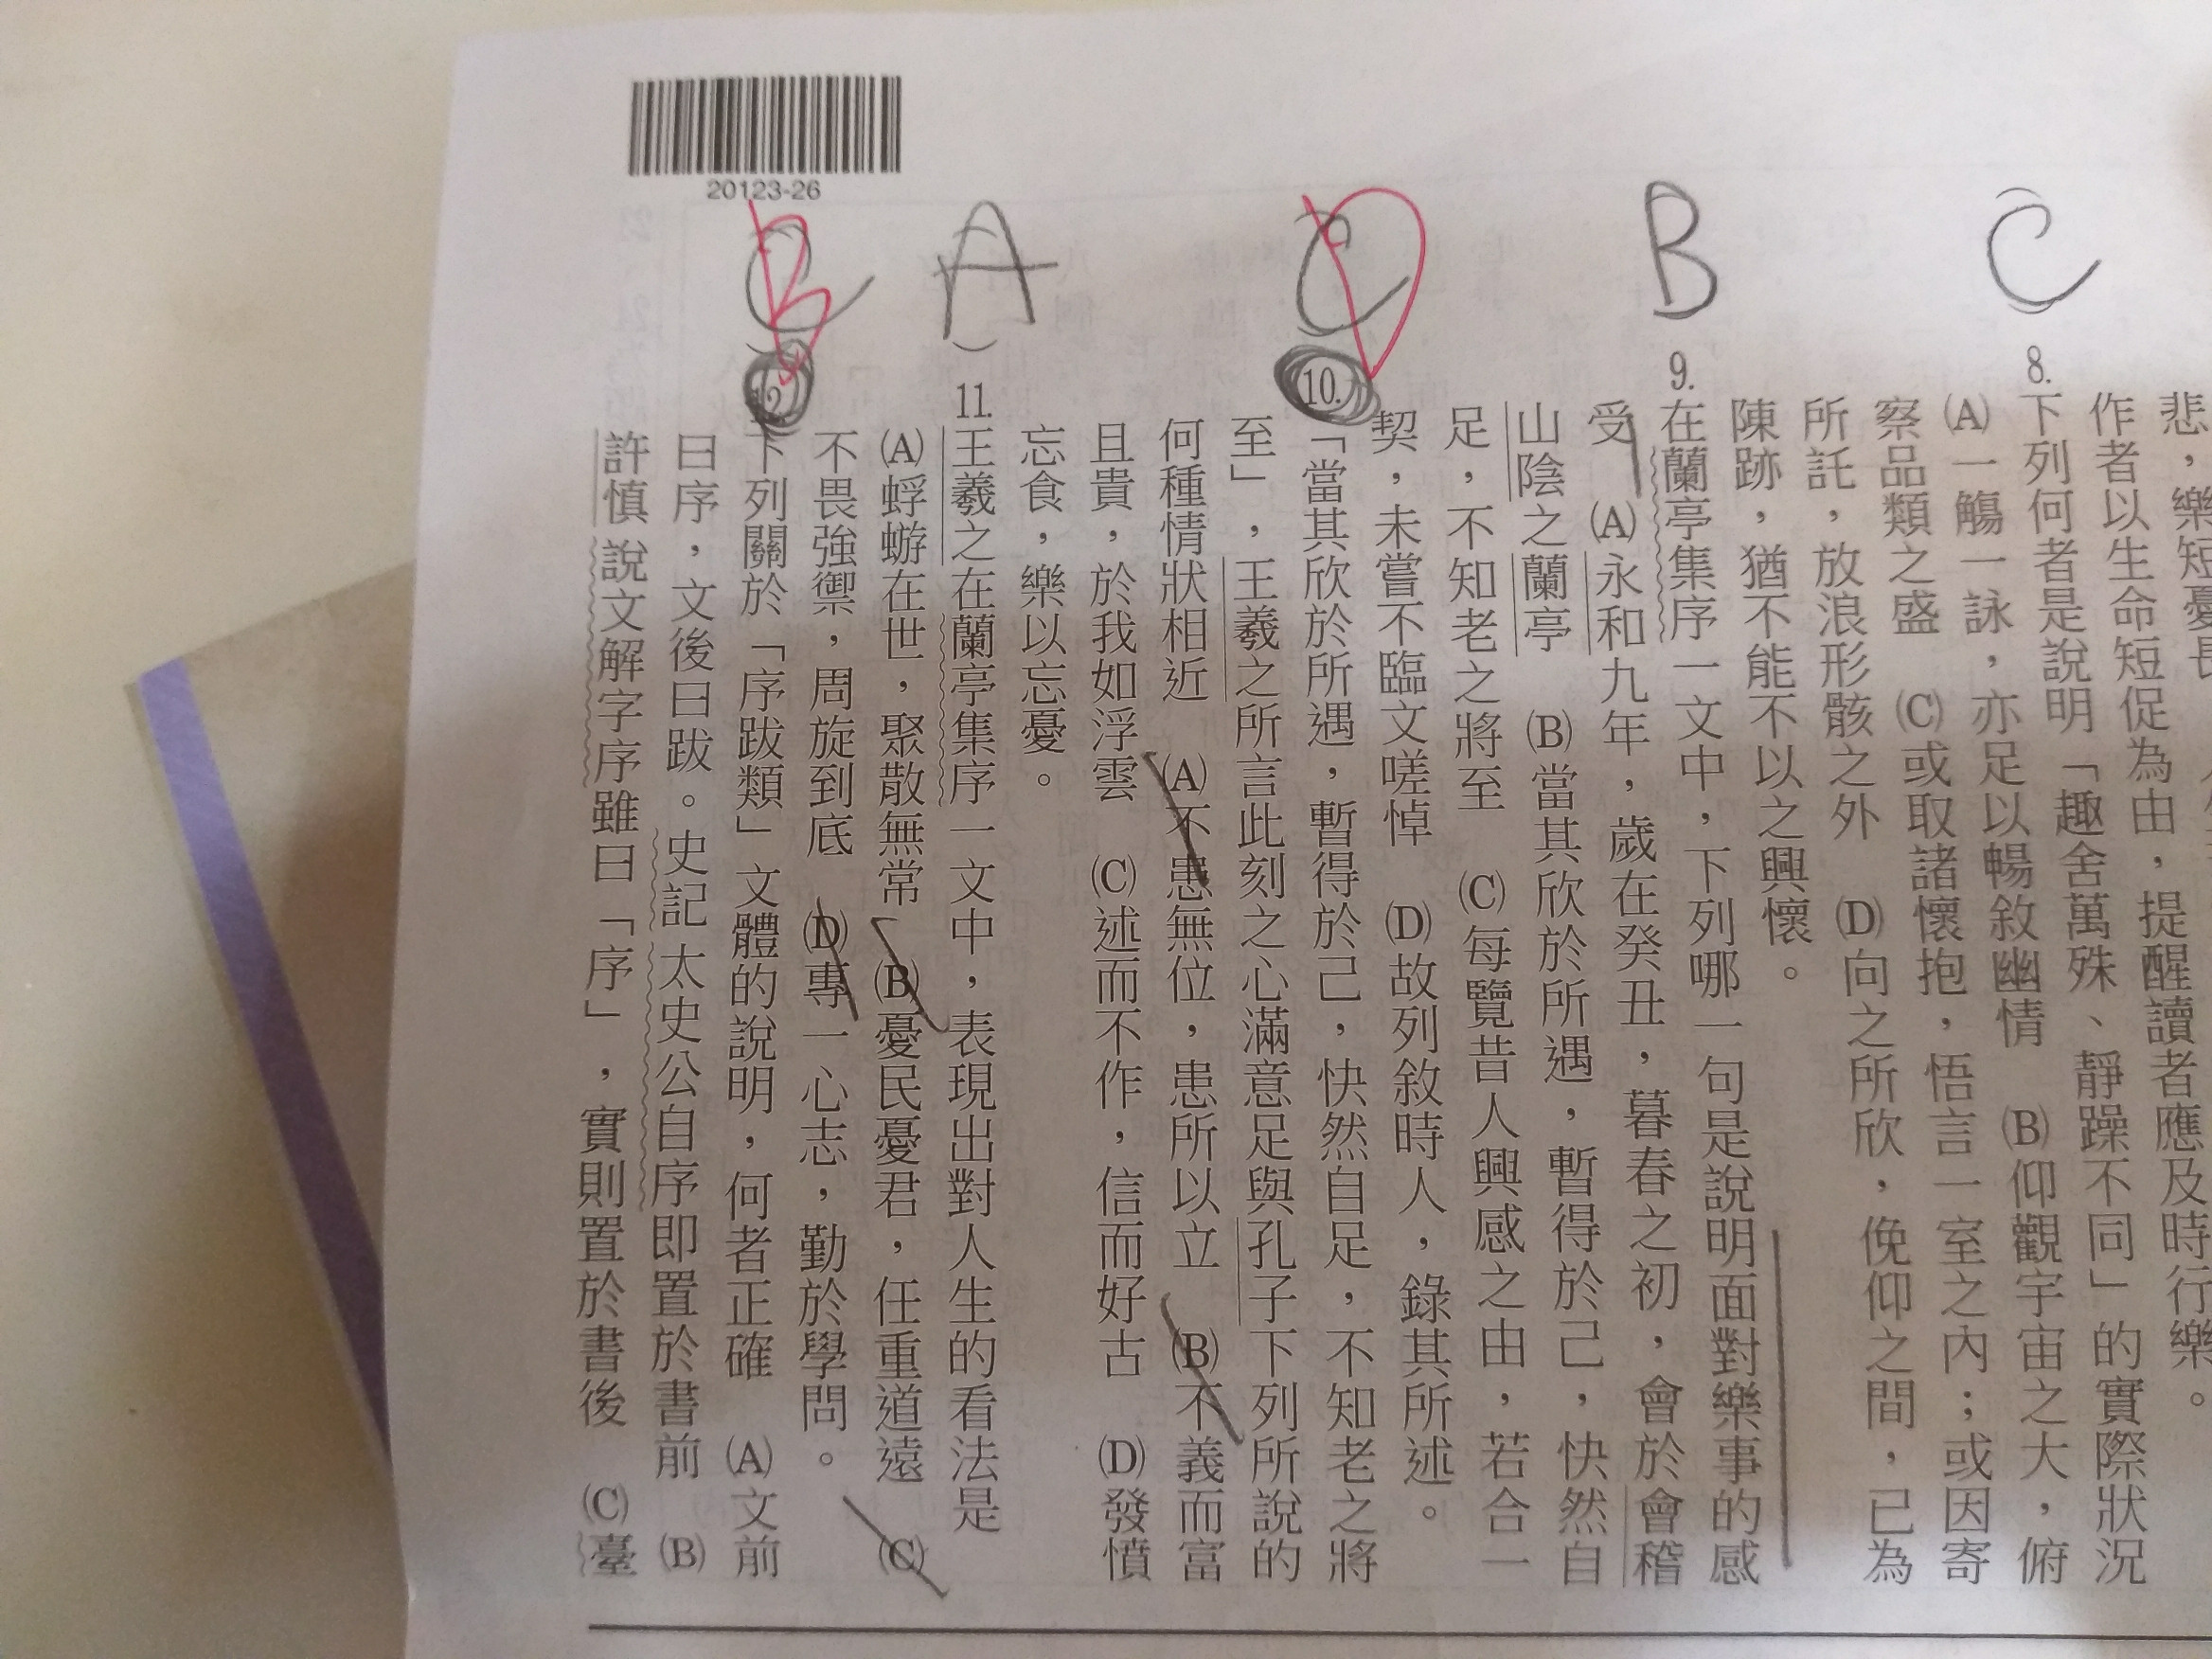 20123-26
悲，樂短憂長
作者以生命短促為由，提醒讀者應及時行樂。
C
8.下列何者是說明「趣舍萬殊、靜躁不同」的實際狀況
(A)一觴一詠，亦足以暢敘幽情　(B)仰觀宇宙之大，俯
察品類之盛　(C)或取諸懷抱，悟言一室之內；或因寄
所託，放浪形骸之外　(D)向之所欣，俛仰之間，已為
陳跡，猶不能不以之興懷。
B
9.在蘭亭集序一文中，下列哪一句是說明面對樂事的感
受　(A)永和九年，歲在癸丑，暮春之初，會於會稽
山陰之蘭亭　(B)當其欣於所遇，暫得於己，快然自
足，不知老之將至　(C)每覽昔人興感之由，若合一
契，未嘗不臨文嗟悼　(D)故列敘時人，錄其所述。
C D
10.「當其欣於所遇，暫得於己，快然自足，不知老之將
至」，王羲之所言此刻之心滿意足與孔子下列所說的
何種情狀相近　(A)不患無位，患所以立　(B)不義而富
且貴，於我如浮雲　(C)述而不作，信而好古　(D)發憤
忘食，樂以忘憂。
A
11.王羲之在蘭亭集序一文中，表現出對人生的看法是
(A)蜉蝣在世，聚散無常　(B)憂民憂君，任重道遠　(C)
不畏強禦，周旋到底　(D)專一心志，勤於學問。
C B
12.下列關於「序跋類」文體的說明，何者正確　(A)文前
曰序，文後曰跋。史記太史公自序即置於書前　(B)
許慎說文解字序雖曰「序」，實則置於書後　(C)臺